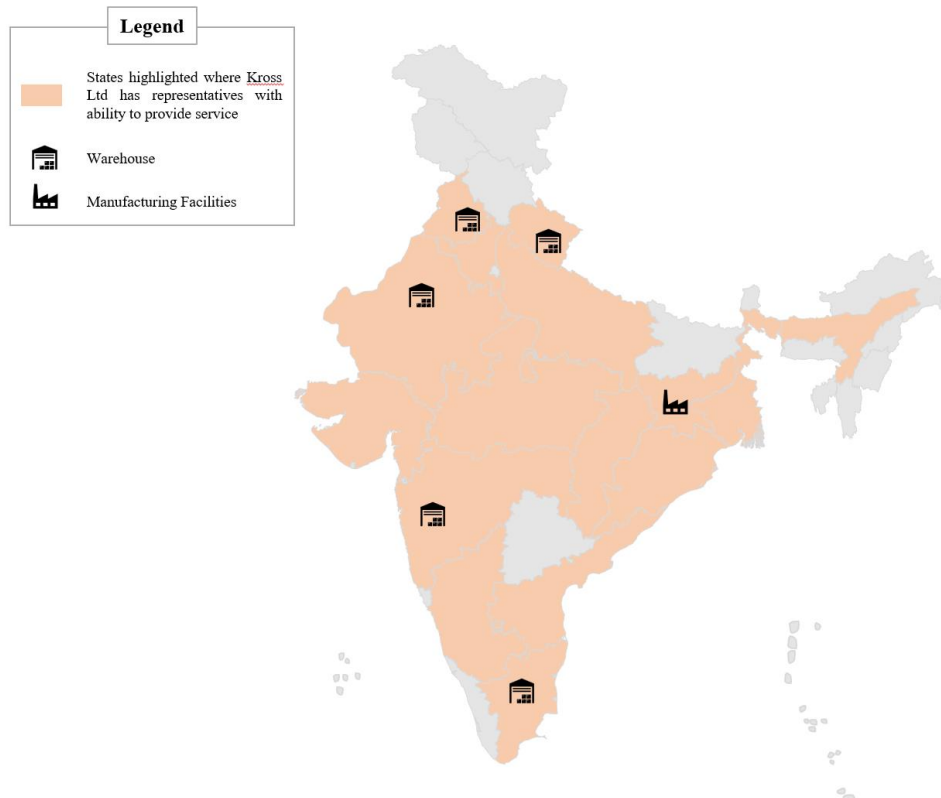 Legend
States highlighted where Kross
Ltd has representatives with
ability to provide service
Warehouse
Manufacturing Facilities